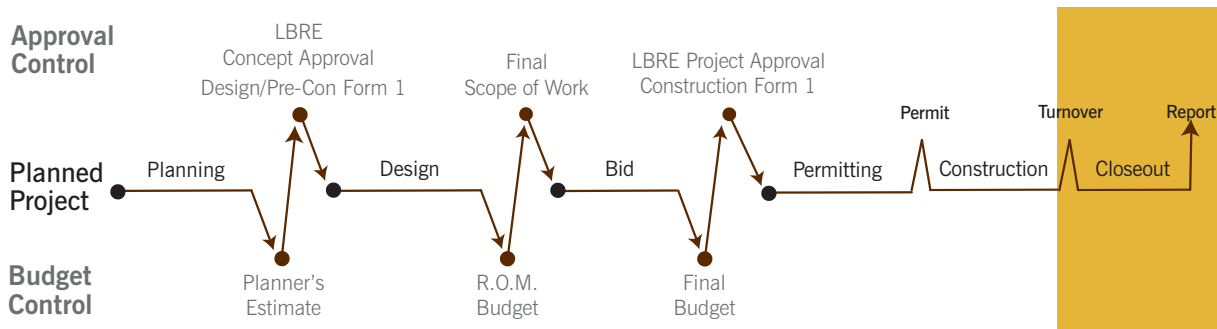 Approval
Control
LBRE
Concept Approval
Design/Pre-Con Form 1
Final
Scope of Work
LBRE Project Approval
Construction Form 1
Permit
Turnover
Report
Planned
Project
Planning
Design
Bid
Permitting
Construction
Closeout
Budget
Control
Planner's
Estimate
R.O.M.
Budget
Final
Budget